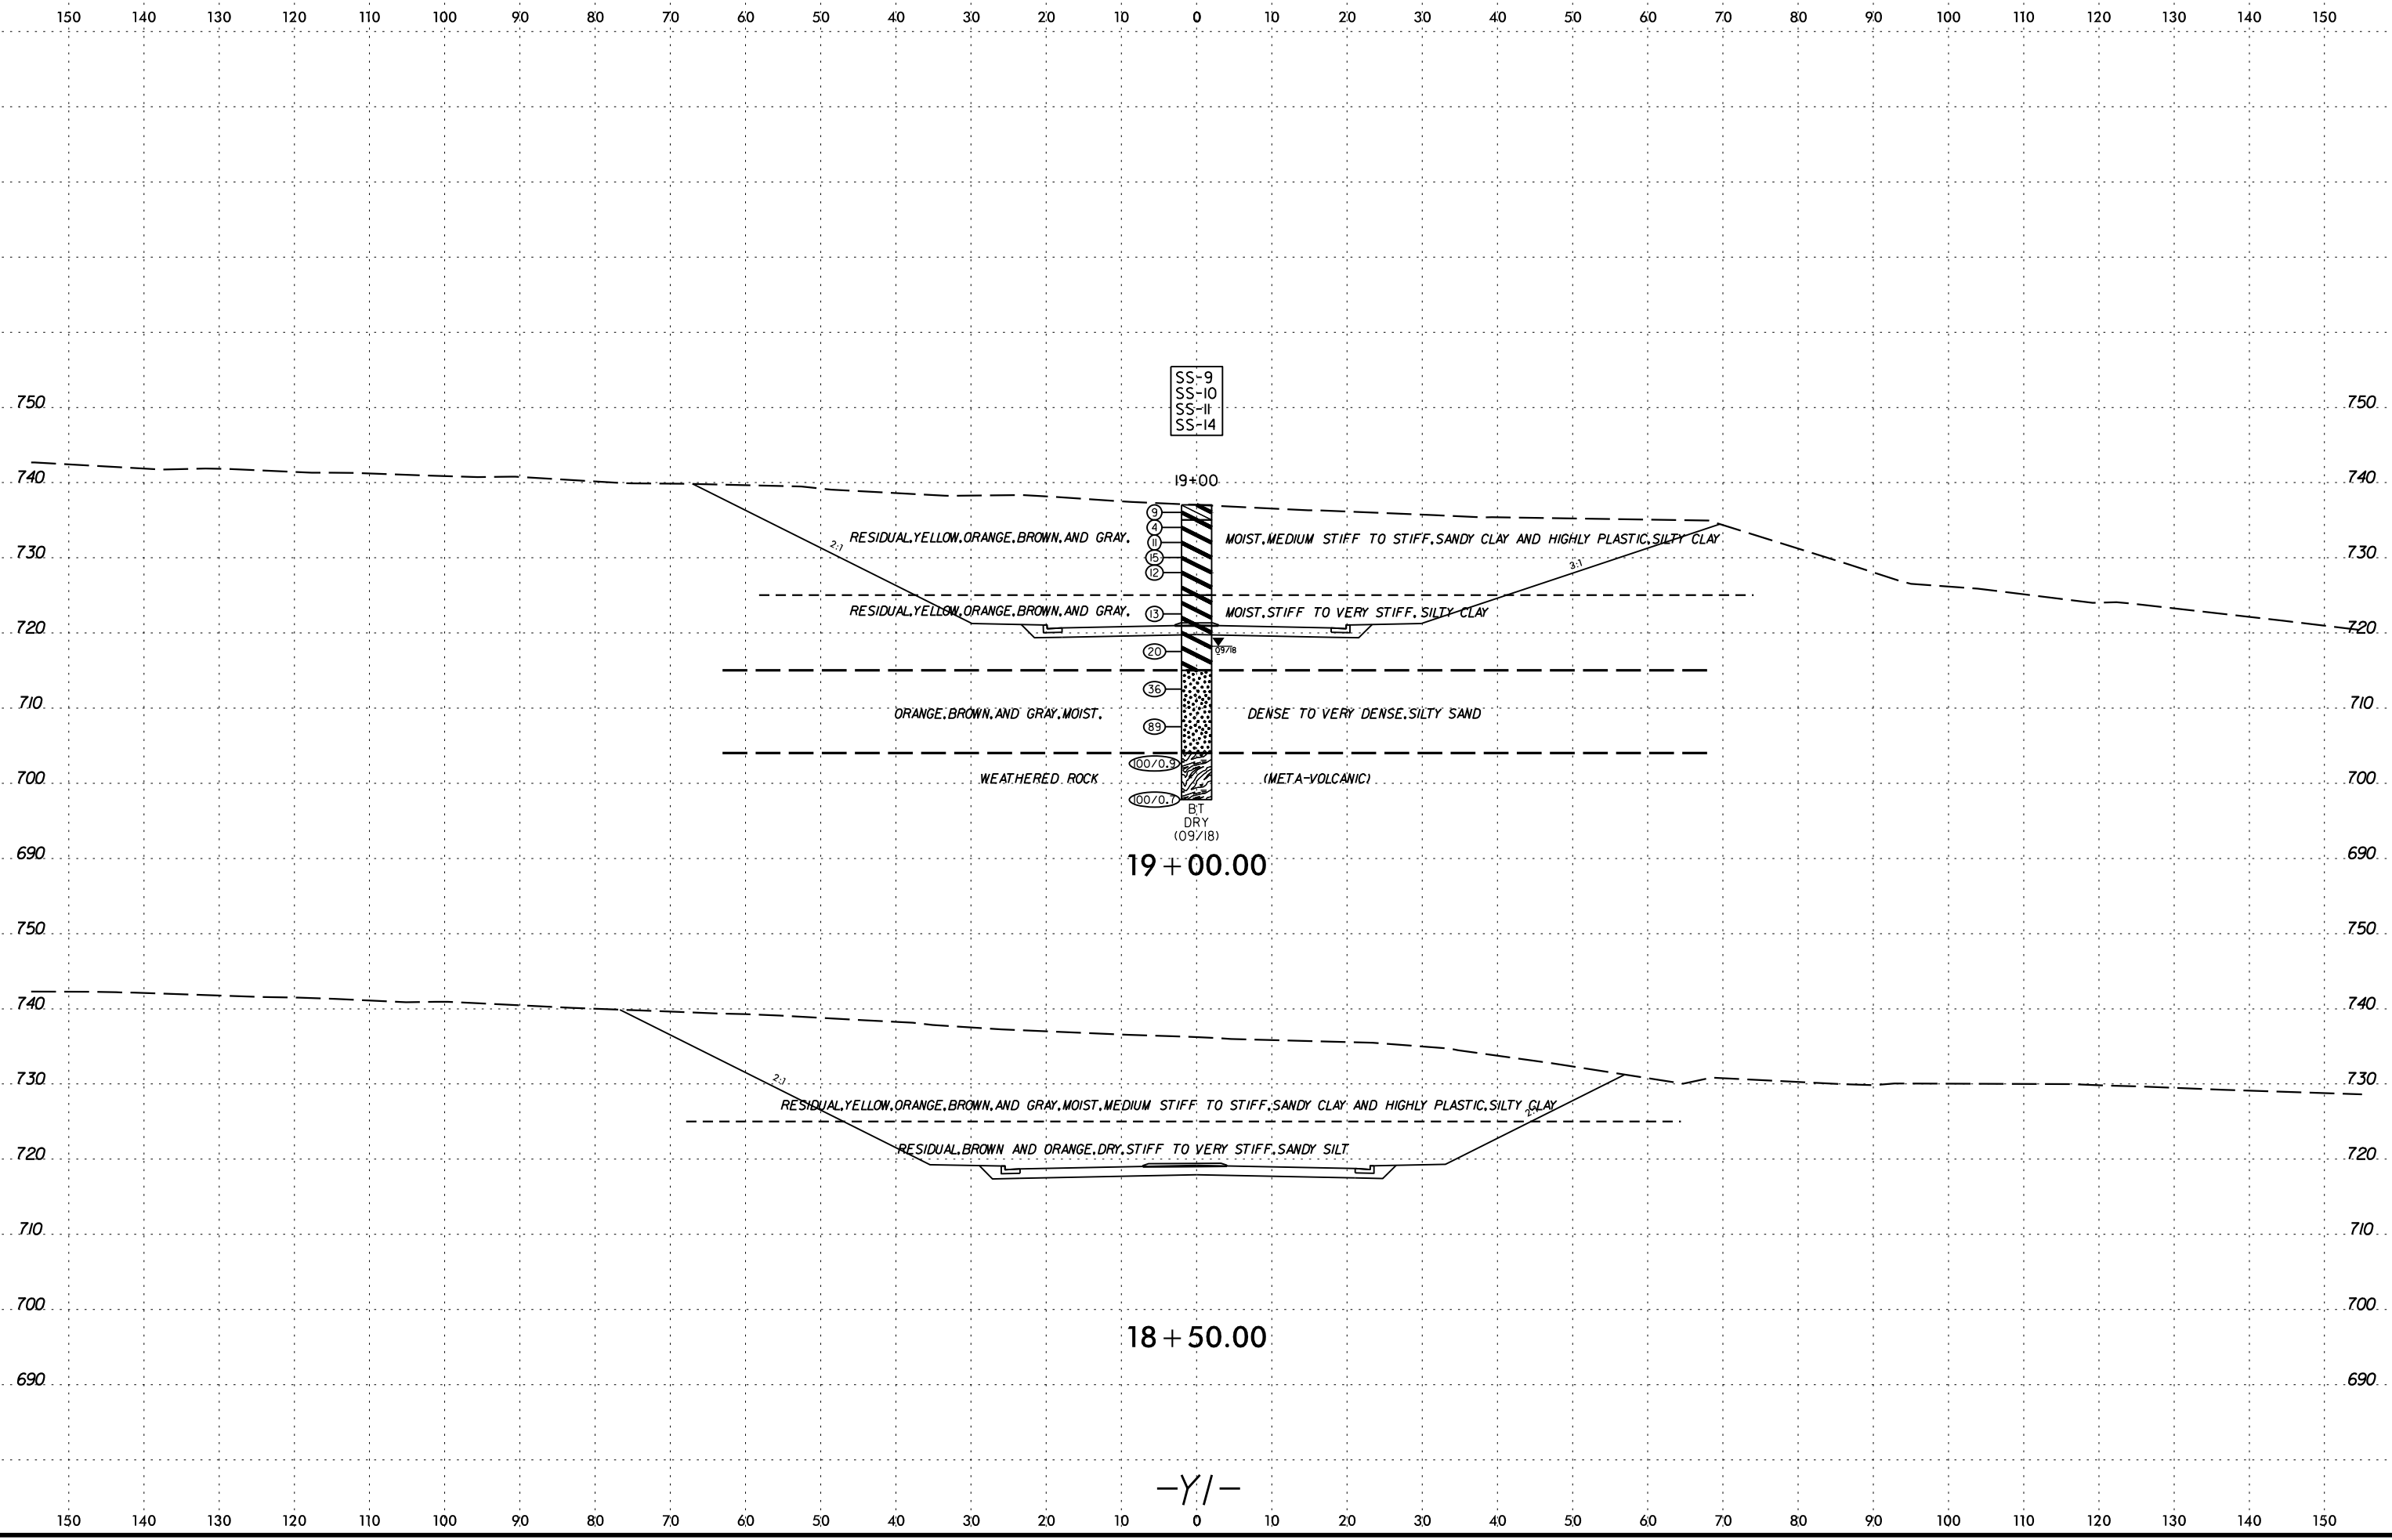 150 140 130 120 110 100 90 80 70 60 50 40 30 20 10 0 10 20 30 40 50 60 70 80 90 100 110 120 130 140 150
SS-9
SS-10
SS-11
SS-14
750 750
740 19+00 740
9
4
RESIDUAL,YELLOW,ORANGE,BROWN,AND GRAY, MOIST,MEDIUM STIFF TO STIFF,SANDY CLAY AND HIGHLY PLASTIC,SILTY CLAY
11
2:1
730 15 730
12 3:1
RESIDUAL,YELLOW,ORANGE,BROWN,AND GRAY, 13 MOIST,STIFF TO VERY STIFF,SILTY CLAY
720 720
20 09/18
36
710 ORANGE,BROWN,AND GRAY,MOIST, DENSE TO VERY DENSE,SILTY SAND 710
89
100/0.9
700 WEATHERED ROCK (META-VOLCANIC) 700
100/0.7
BT
DRY
(09/18)
690 690
19+00.00
750 750
740 740
730 2:1 730
RESIDUAL,YELLOW,ORANGE,BROWN,AND GRAY,MOIST,MEDIUM STIFF TO STIFF,SANDY CLAY AND HIGHLY PLASTIC,SILTY CLAY
2:1
RESIDUAL,BROWN AND ORANGE,DRY,STIFF TO VERY STIFF,SANDY SILT
720 720
710 710
700 700
18+50.00
690 690
-Y1-
150 140 130 120 110 100 90 80 70 60 50 40 30 20 10 0 10 20 30 40 50 60 70 80 90 100 110 120 130 140 150